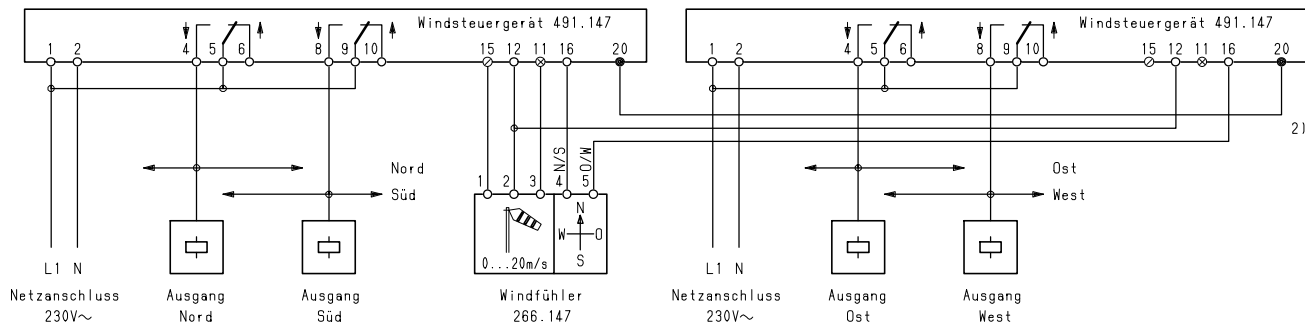 Windsteuergerät 491.147 Windsteuergerät 491.147
1 2 4 5 6 8 9 10 15 12 11 16 20 1 2 4 5 6 8 9 10 15 12 11 16 20
2)
N/S O/W
Nord Ost
Süd West
1 2 3 4 5
N
W O
S
0...20m/s
L1 N L1 N
Netzanschluss Ausgang Ausgang Windfühler Netzanschluss Ausgang Ausgang
230V~ Nord Süd 266.147 230V~ Ost West